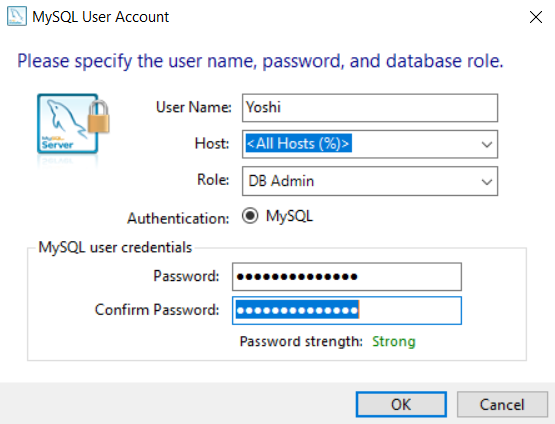 MySQL User Account
Please specify the user name, password, and database role.
MySQL
Server
User Name: Yoshi
Host: <All Hosts (%)>
Role: DB Admin
Authentication: MySQL
MySQL user credentials
Password: ●●●●●●●●●●●●●●
Confirm Password: ●●●●●●●●●●●●●●
Password strength: Strong
OK Cancel